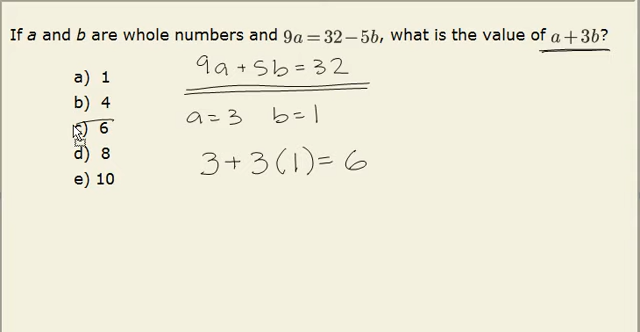 If a and b are whole numbers and 9a=32−5b, what is the value of a+3b?
a) 1
b) 4
c) 6
d) 8
e) 10
9a + 5b = 32
a = 3 b = 1
3 + 3(1) = 6